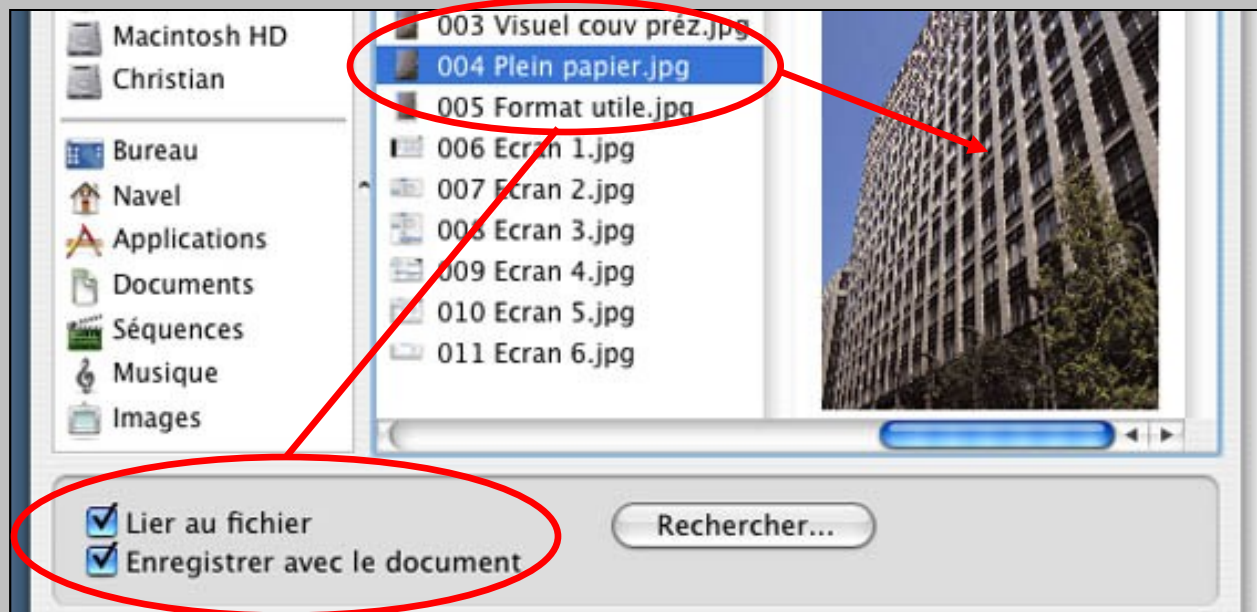 Macintosh HD
Christian
Bureau
Navel
Applications
Documents
Séquences
Musique
Images
003 Visuel couv préz.jpg
004 Plein papier.jpg
005 Format utile.jpg
006 Ecran 1.jpg
007 Ecran 2.jpg
008 Ecran 3.jpg
009 Ecran 4.jpg
010 Ecran 5.jpg
011 Ecran 6.jpg
Lier au fichier
Enregistrer avec le document
Rechercher...